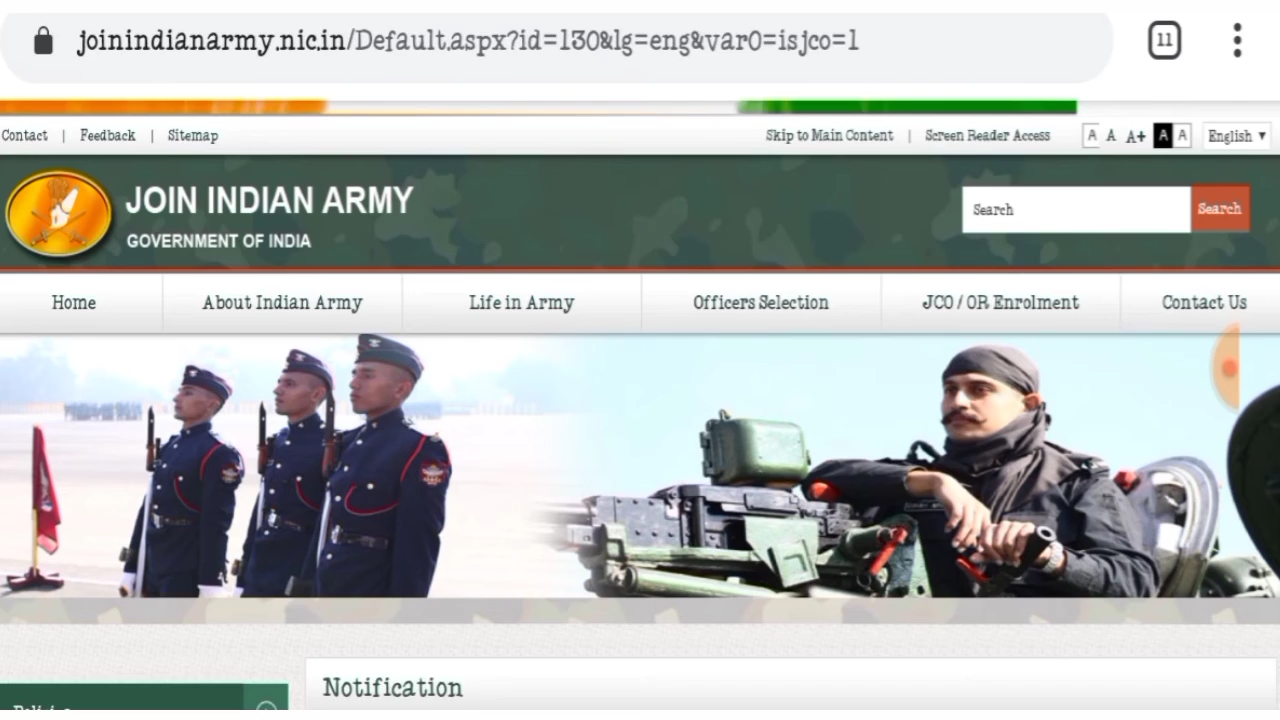 joinindianarmy.nic.in/Default.aspx?id=130&lg=eng&var0=isjco=1
11
Contact | Feedback | Sitemap
Skip to Main Content | Screen Reader Access
A A A+ A A
English
JOIN INDIAN ARMY
GOVERNMENT OF INDIA
Search Search
Home About Indian Army Life in Army Officers Selection JCO / OR Enrolment Contact Us
Notification